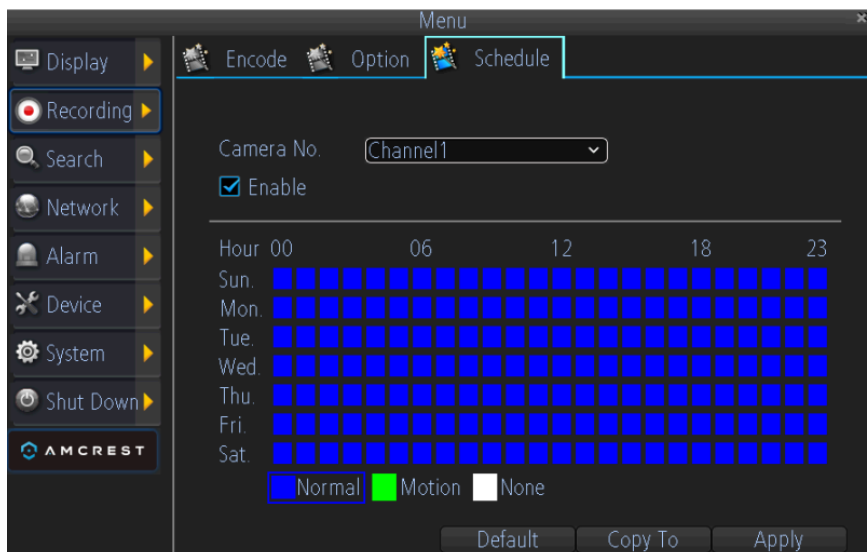 Menu
Display
Recording
Search
Network
Alarm
Device
System
Shut Down
AMCREST
Encode Option Schedule
Camera No. Channel1
Enable
Hour 00 06 12 18 23
Sun.
Mon.
Tue.
Wed.
Thu.
Fri.
Sat.
Normal Motion None
Default Copy To Apply